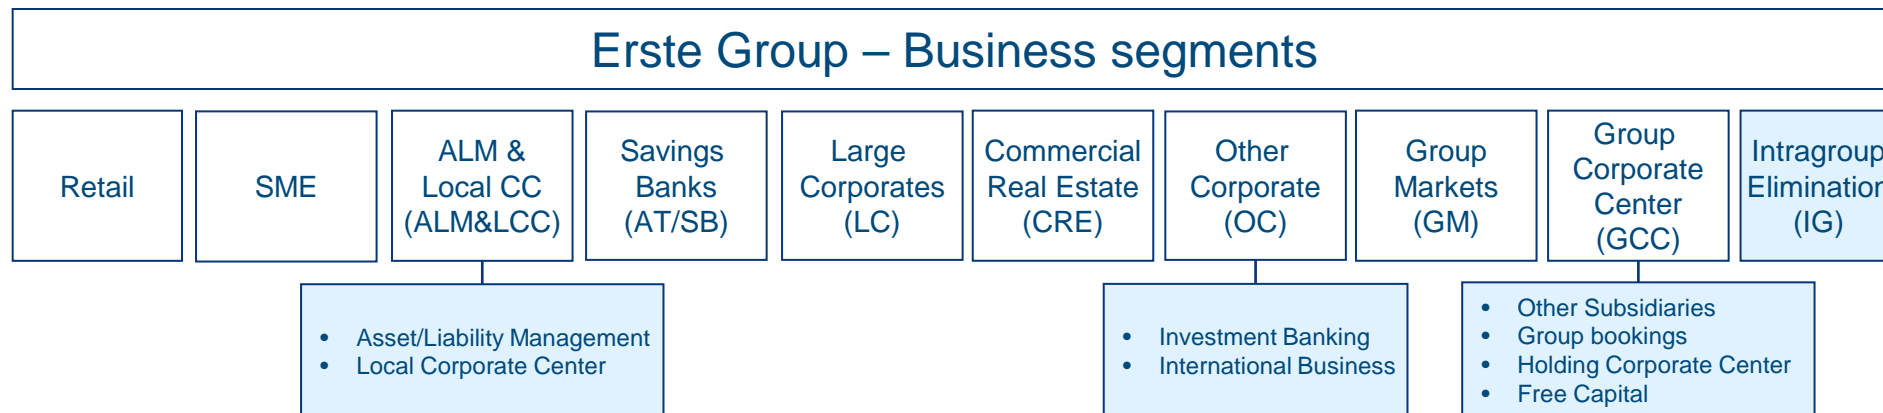 Erste Group – Business segments
Retail
SME
ALM &
Local CC
(ALM&LCC)
Savings
Banks
(AT/SB)
Large
Corporates
(LC)
Commercial
Real Estate
(CRE)
Other
Corporate
(OC)
Group
Markets
(GM)
Group
Corporate
Center
(GCC)
Intragroup
Elimination
(IG)
• Asset/Liability Management
• Local Corporate Center
• Investment Banking
• International Business
• Other Subsidiaries
• Group bookings
• Holding Corporate Center
• Free Capital